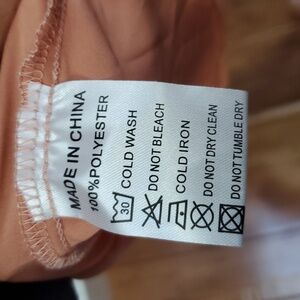 MADE IN CHINA
100%POLYESTER
30 COLD WASH
DO NOT BLEACH
COLD IRON
DO NOT DRY CLEAN
DO NOT TUMBLE DRY